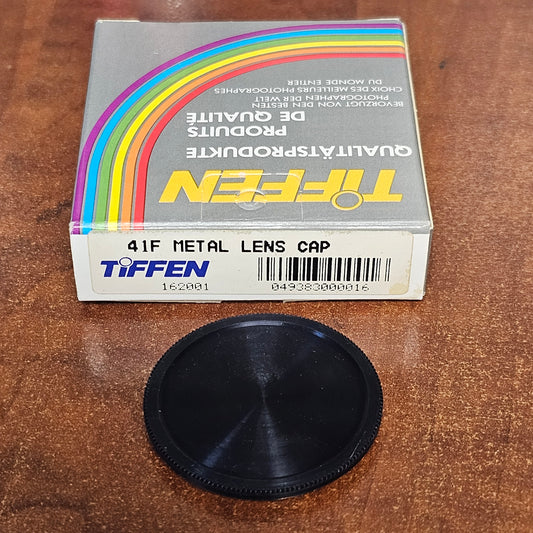 TiFFEN
QUALITÄTSPRODUKTE
PRODUITS
DE QUALITÉ
BEVORZUGT VON DEN BESTEN
PHOTOGRAPHEN DER WELT
CHOIX DES MEILLEURS PHOTOGRAPHES
DU MONDE ENTIER
41F METAL LENS CAP
TiFFEN
162001
049383000016